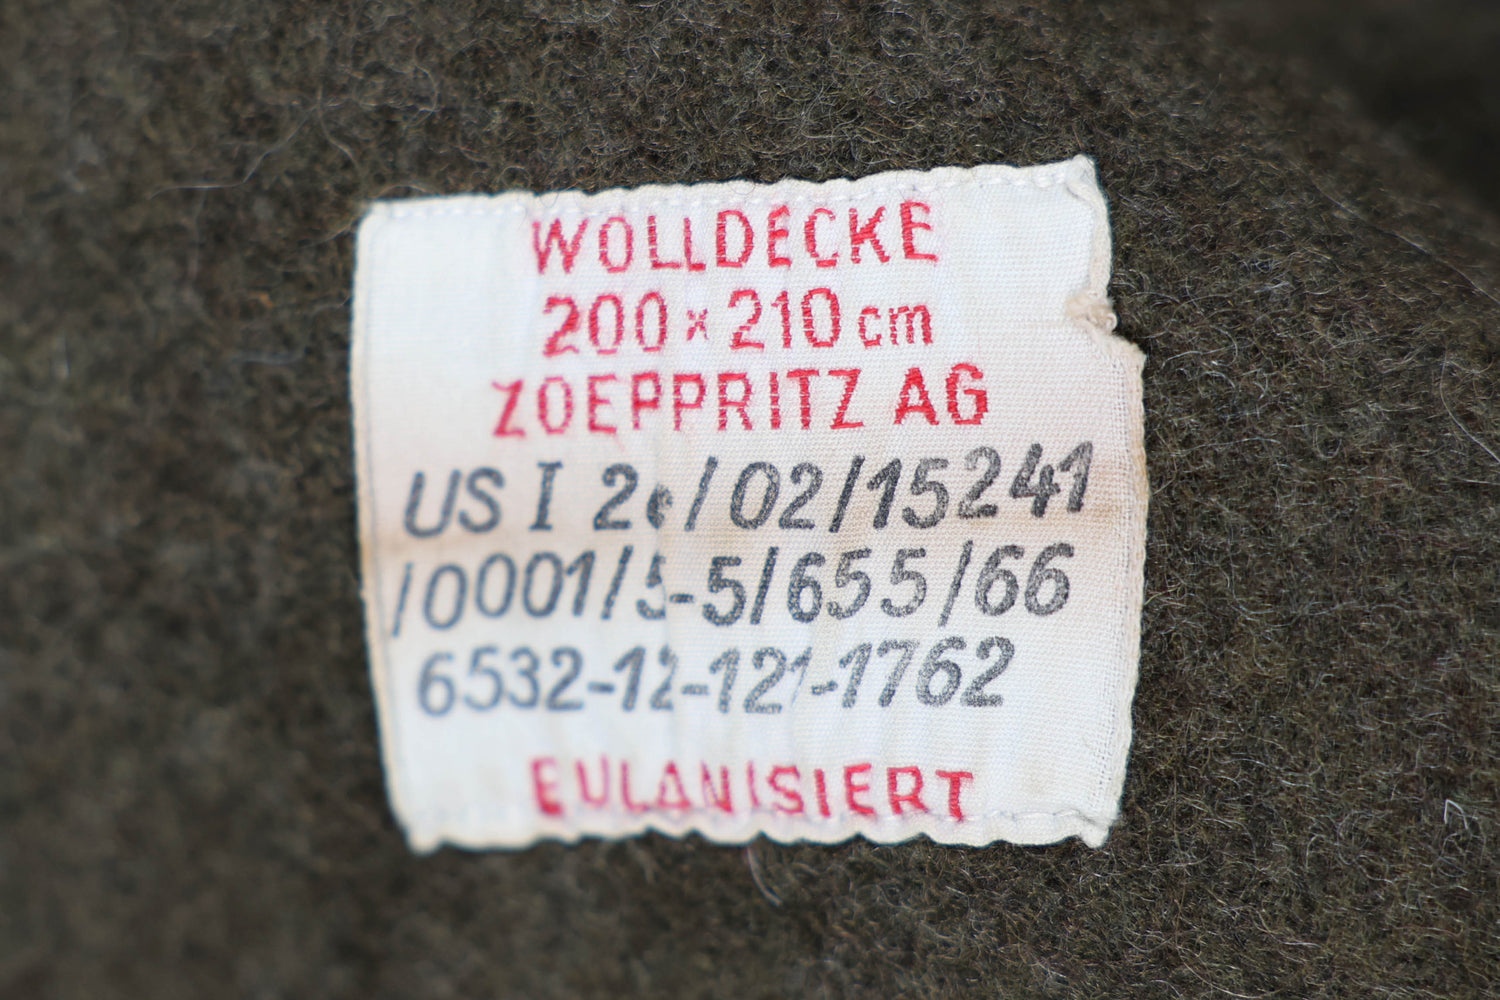 WOLLDECKE
200 x 210 cm
ZOEPPRITZ AG
US I 2e/02/15241
/0001/5-5/655/66
6532-12-121-1762
EULANISIERT